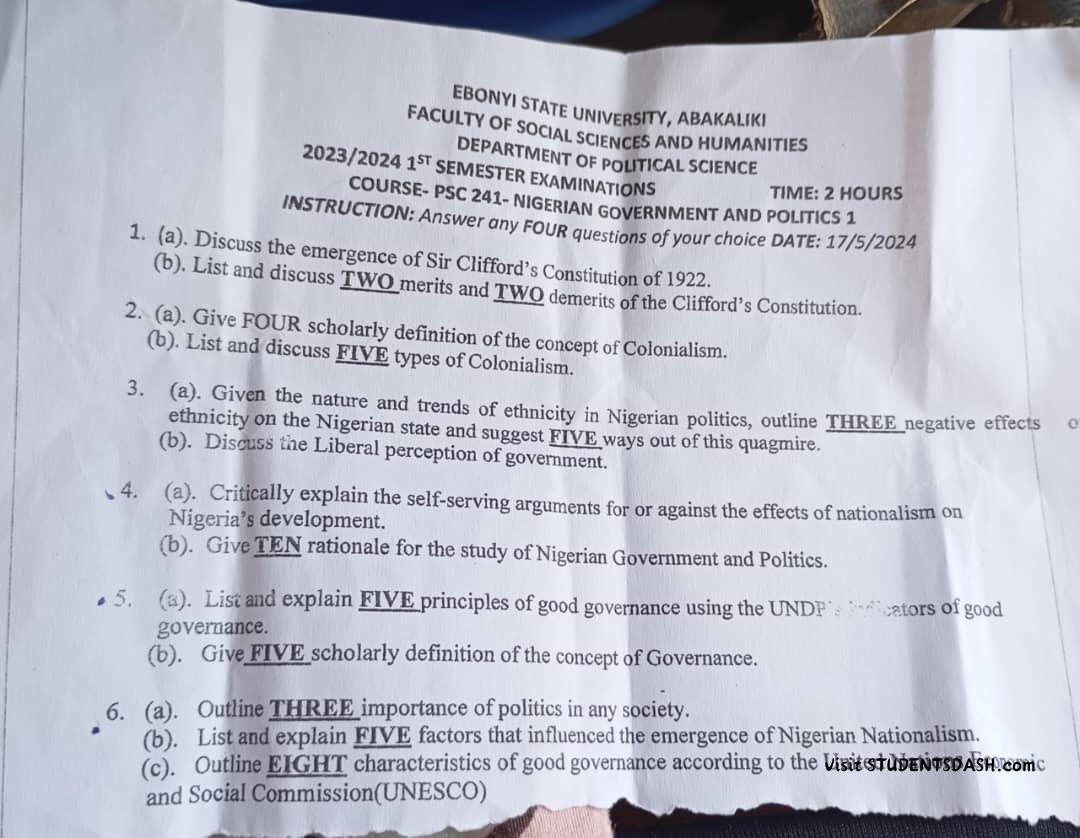 EBONYI STATE UNIVERSITY, ABAKALIKI
FACULTY OF SOCIAL SCIENCES AND HUMANITIES
DEPARTMENT OF POLITICAL SCIENCE
2023/2024 1ST SEMESTER EXAMINATIONS
TIME: 2 HOURS
COURSE- PSC 241- NIGERIAN GOVERNMENT AND POLITICS 1
INSTRUCTION: Answer any FOUR questions of your choice DATE: 17/5/2024
1. (a). Discuss the emergence of Sir Clifford's Constitution of 1922.
(b). List and discuss TWO merits and TWO demerits of the Clifford's Constitution.
2. (a). Give FOUR scholarly definition of the concept of Colonialism.
(b). List and discuss FIVE types of Colonialism.
3. (a). Given the nature and trends of ethnicity in Nigerian politics, outline THREE negative effects
ethnicity on the Nigerian state and suggest FIVE ways out of this quagmire.
(b). Discuss the Liberal perception of government.
4. (a). Critically explain the self-serving arguments for or against the effects of nationalism on
Nigeria's development.
(b). Give TEN rationale for the study of Nigerian Government and Politics.
5. (a). List and explain FIVE principles of good governance using the of good
governance.
(b). Give FIVE scholarly definition of the concept of Governance.
6. (a). Outline THREE importance of politics in any society.
(b). List and explain FIVE factors that influenced the emergence of Nigerian Nationalism.
(c). Outline EIGHT characteristics of good governance according to the
Visit STUDENTSDASH.com
and Social Commission(UNESCO)